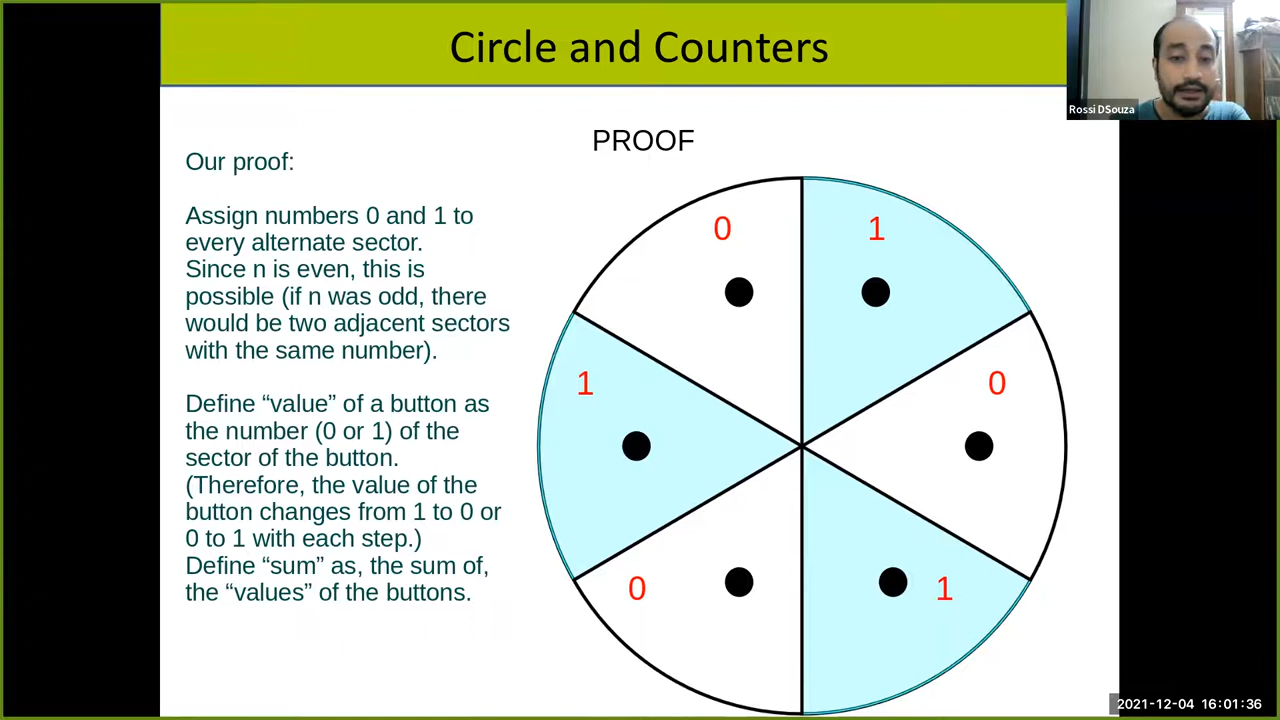 Circle and Counters
Rossi DSouza
PROOF
Our proof:
Assign numbers 0 and 1 to
every alternate sector.
Since n is even, this is
possible (if n was odd, there
would be two adjacent sectors
with the same number).
Define “value” of a button as
the number (0 or 1) of the
sector of the button.
(Therefore, the value of the
button changes from 1 to 0 or
0 to 1 with each step.)
Define “sum” as, the sum of,
the “values” of the buttons.
0 1
1 0
0 1
2021-12-04 16:01:36